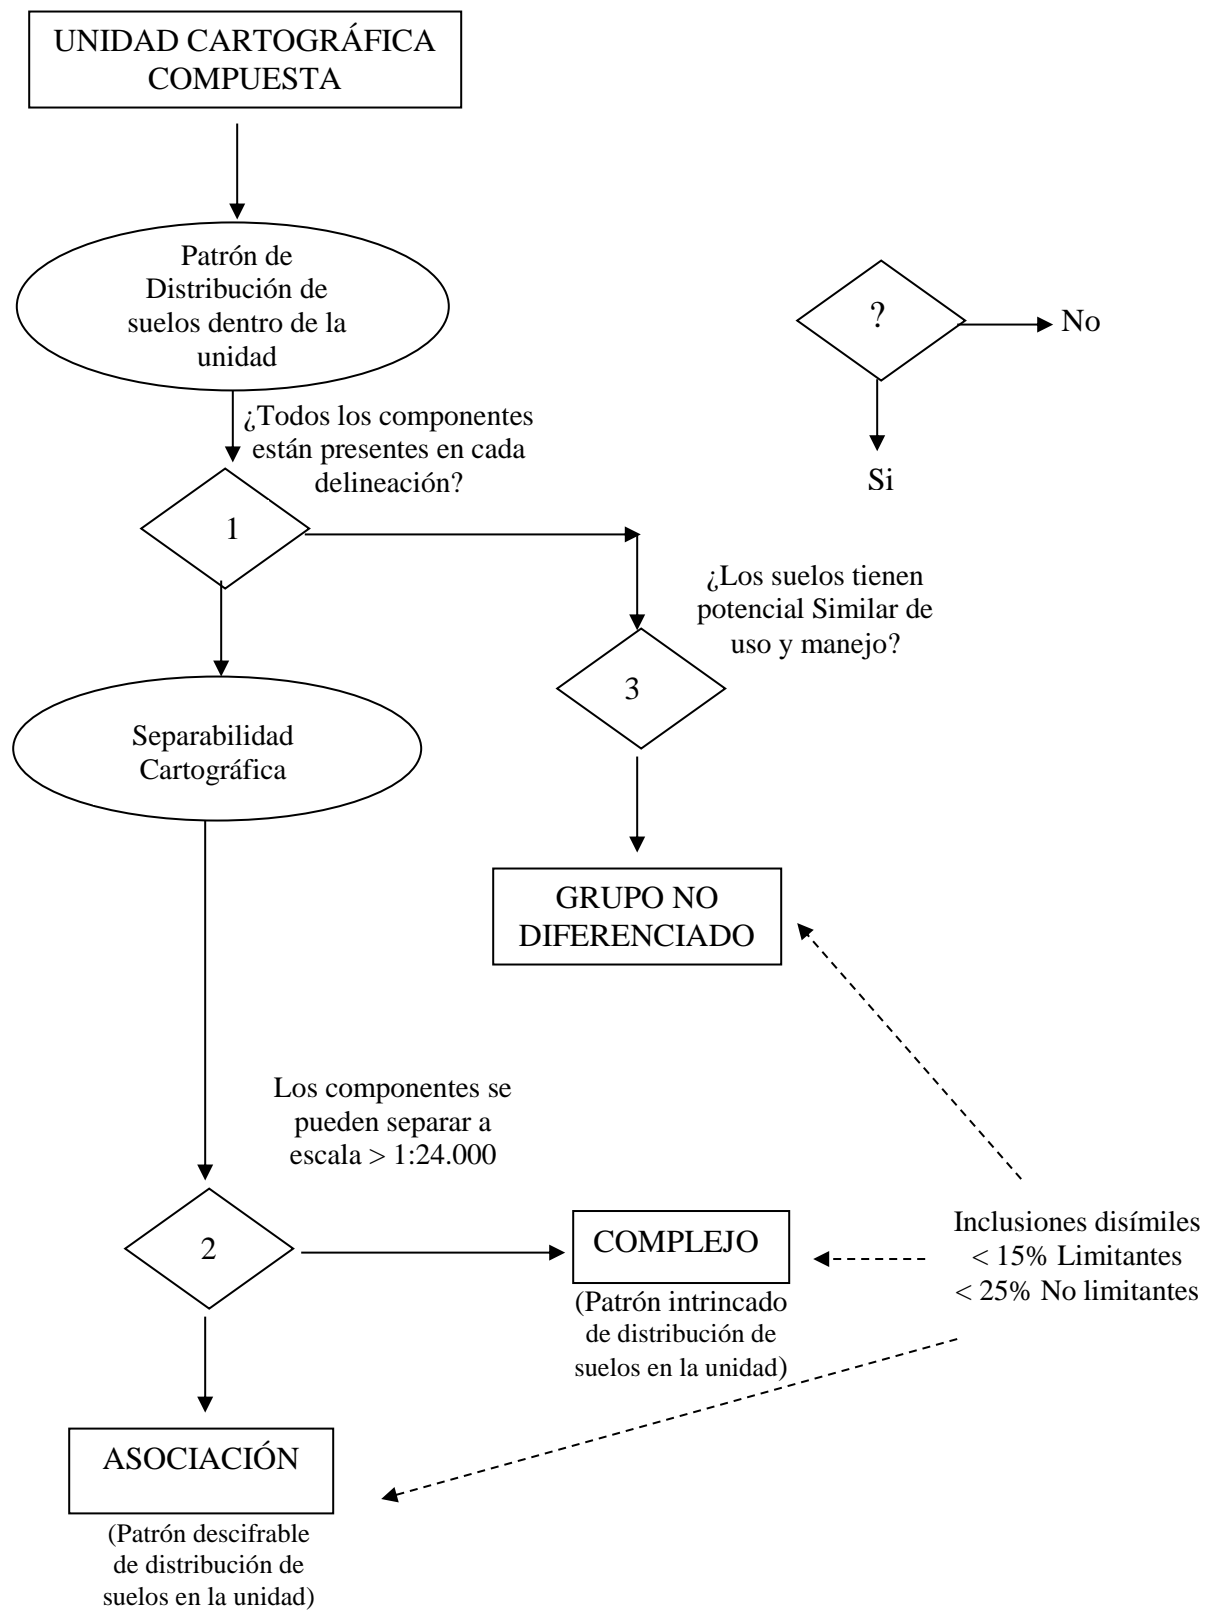 UNIDAD CARTOGRÁFICA
COMPUESTA
Patrón de
Distribución de
suelos dentro de la
unidad
?
No
Si
¿Todos los componentes
están presentes en cada
delineación?
1
¿Los suelos tienen
potencial Similar de
uso y manejo?
3
Separabilidad
Cartográfica
GRUPO NO
DIFERENCIADO
Los componentes se
pueden separar a
escala > 1:24.000
2
COMPLEJO
(Patrón intrincado
de distribución de
suelos en la unidad)
Inclusiones disímiles
< 15% Limitantes
< 25% No limitantes
ASOCIACIÓN
(Patrón descifrable
de distribución de
suelos en la unidad)